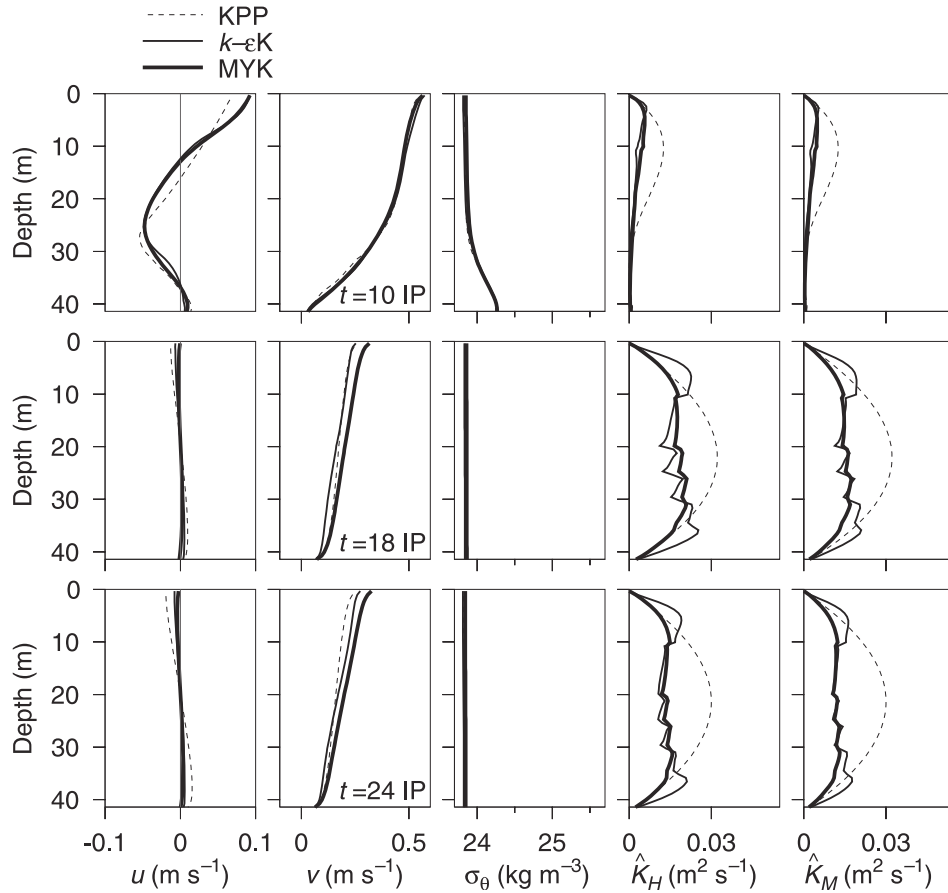 KPP
k–εK
MYK
0
10
20
30
40
Depth (m)
t=10 IP
0
10
20
30
40
Depth (m)
t=18 IP
0
10
20
30
40
Depth (m)
t=24 IP
-0.1 0 0.1
u (m s⁻¹)
0 0.5
v (m s⁻¹)
24 25
σθ (kg m⁻³)
0 0.03
K̂H (m² s⁻¹)
0 0.03
K̂M (m² s⁻¹)